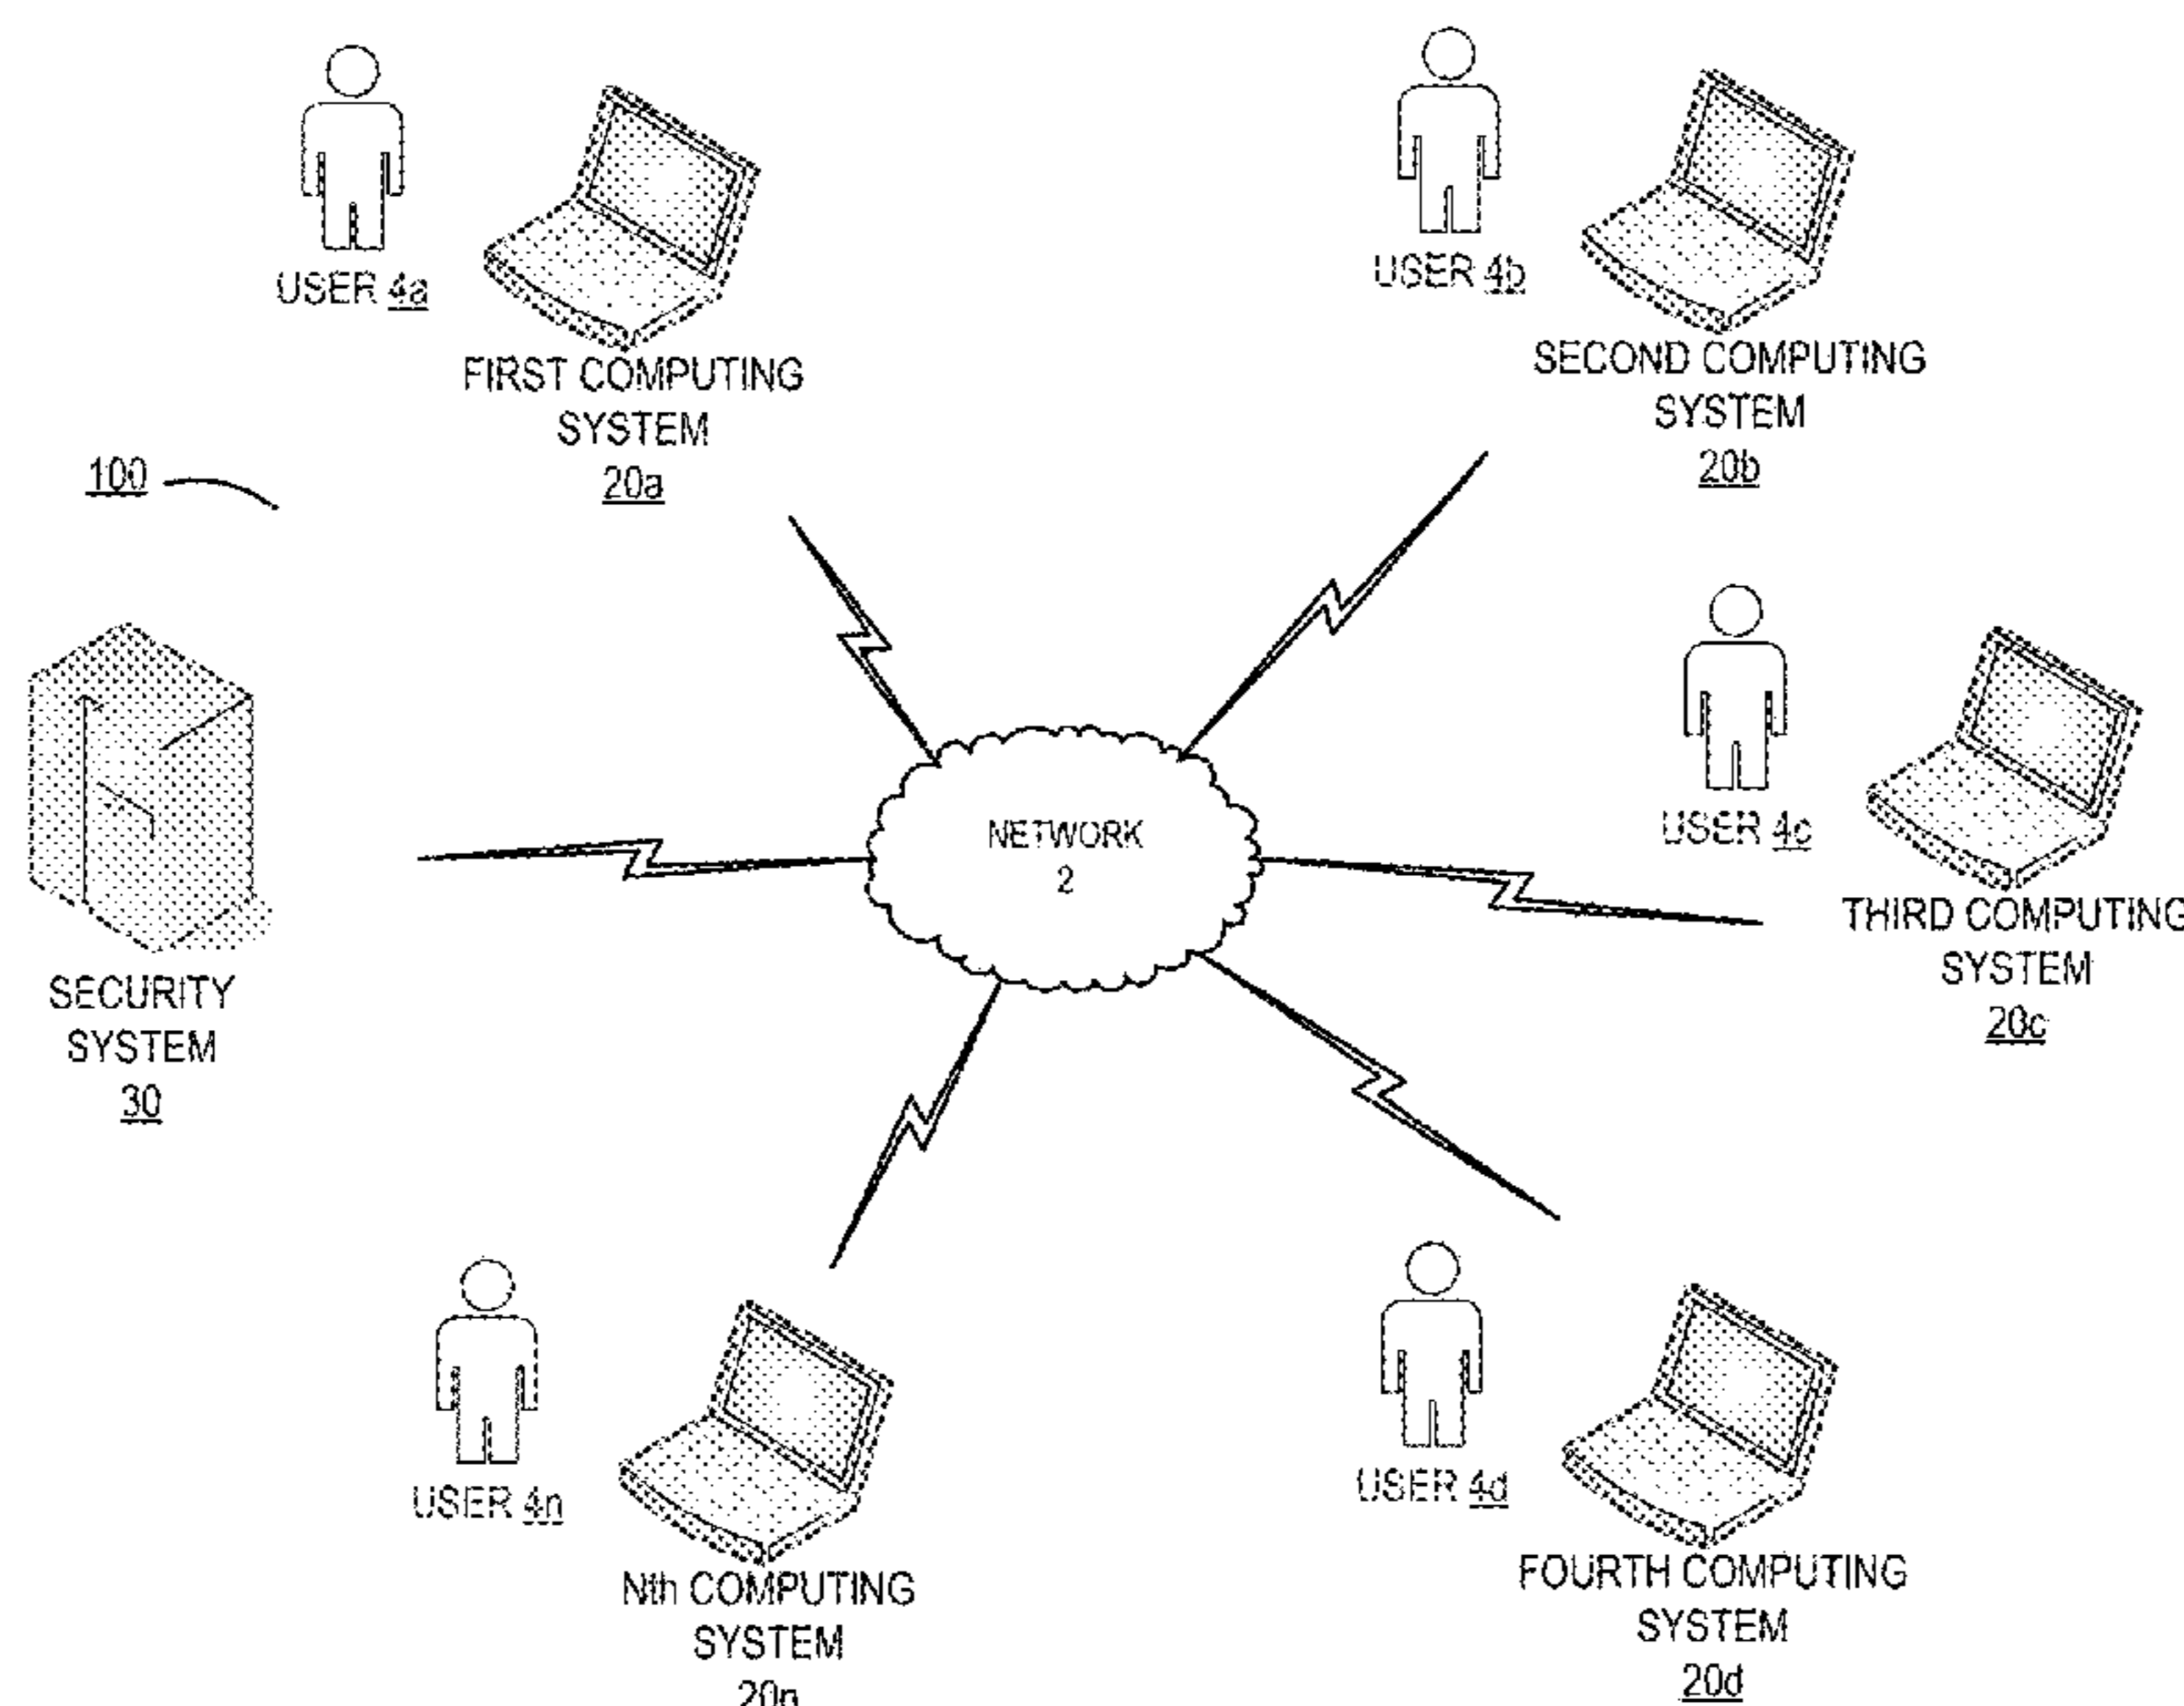 USER 4a
FIRST COMPUTING
SYSTEM
20a
USER 4b
SECOND COMPUTING
SYSTEM
20b
100
NETWORK
2
USER 4c
THIRD COMPUTING
SYSTEM
20c
SECURITY
SYSTEM
30
USER 4n
Nth COMPUTING
SYSTEM
20n
USER 4d
FOURTH COMPUTING
SYSTEM
20d